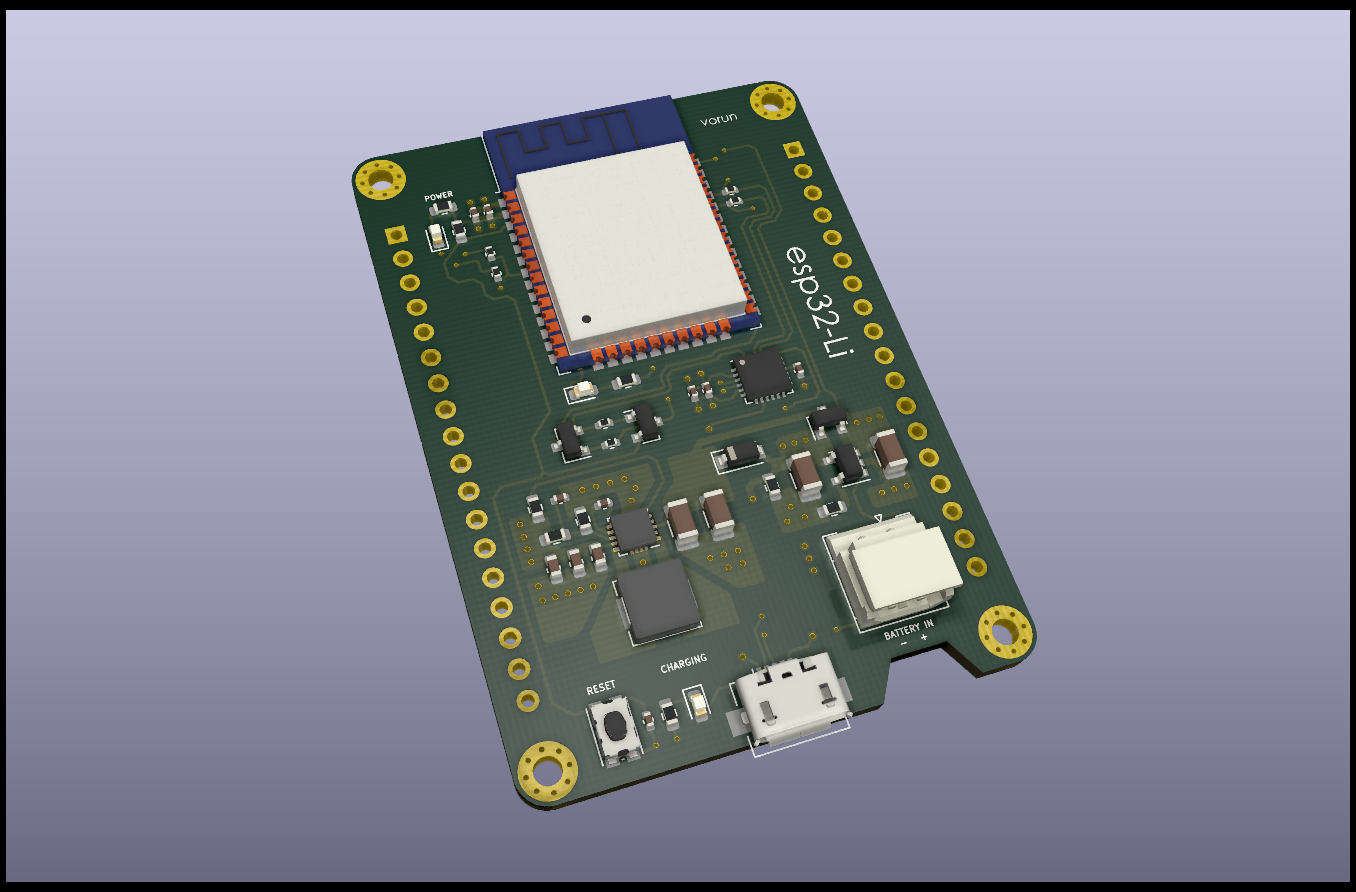 varun
POWER
esp32-Li
BATTERY IN
- +
CHARGING
RESET